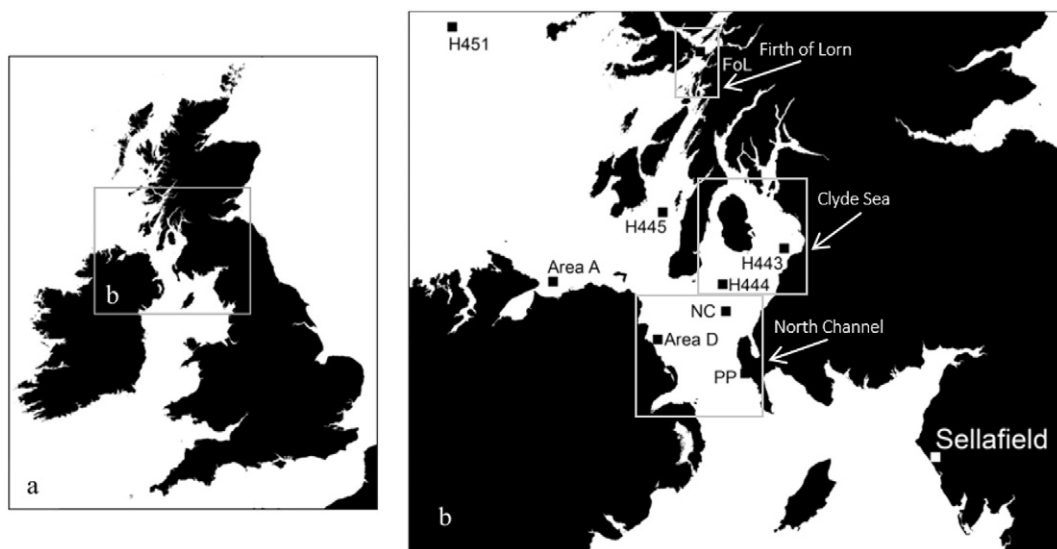 H451
FoL
Firth of Lorn
Clyde Sea
H445
H443
Area A
H444
b
NC
North Channel
Area D
PP
Sellafield
a
b